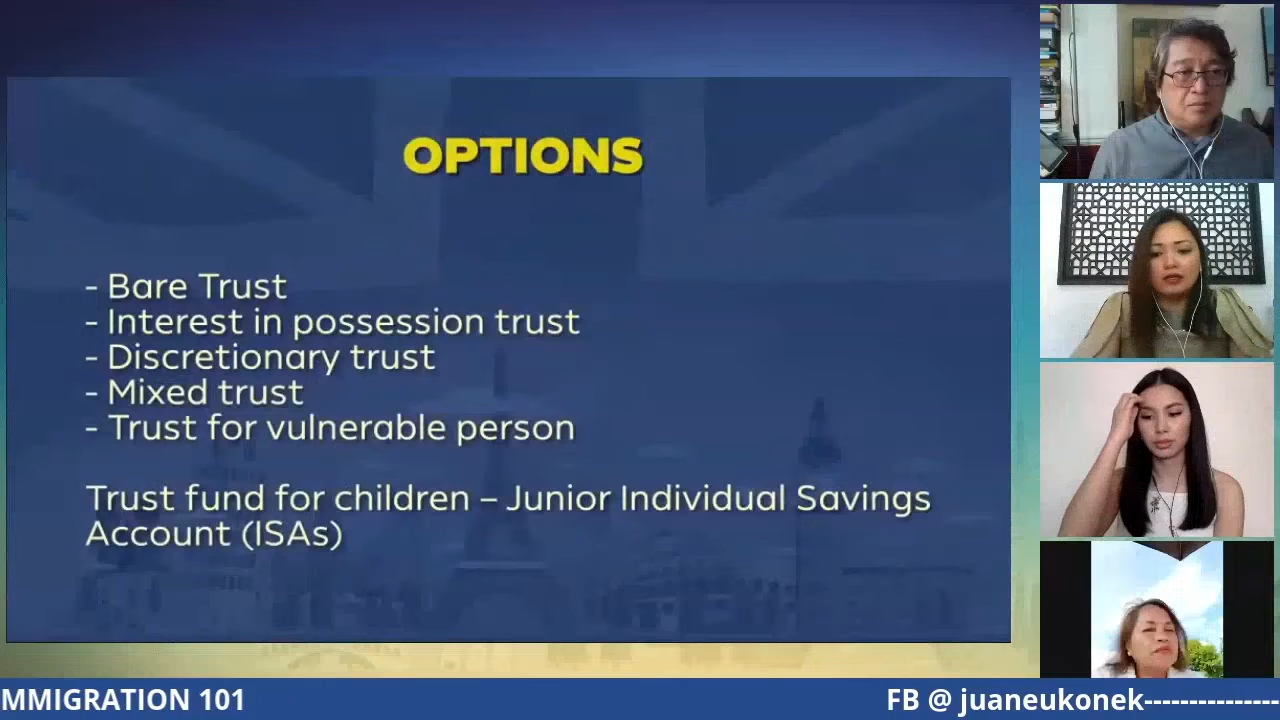 OPTIONS
- Bare Trust
- Interest in possession trust
- Discretionary trust
- Mixed trust
- Trust for vulnerable person
Trust fund for children – Junior Individual Savings
Account (ISAs)
MMIGRATION 101
FB @ juaneukonek---------------